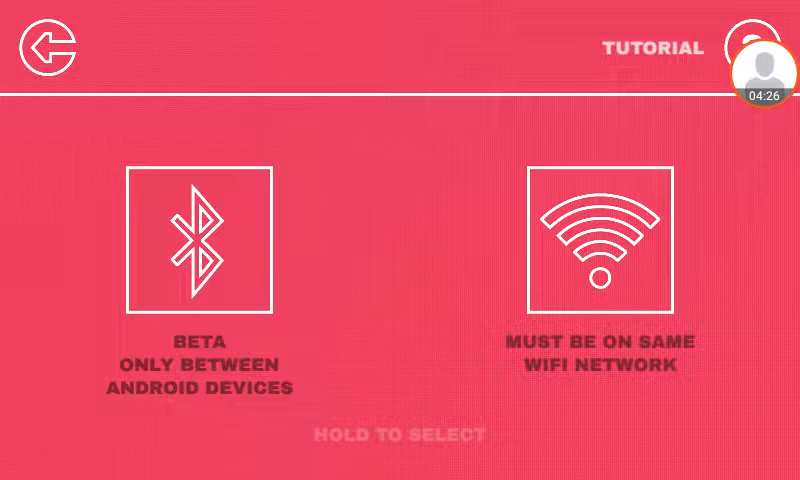 TUTORIAL
04:26
BETA
ONLY BETWEEN
ANDROID DEVICES
MUST BE ON SAME
WIFI NETWORK
HOLD TO SELECT